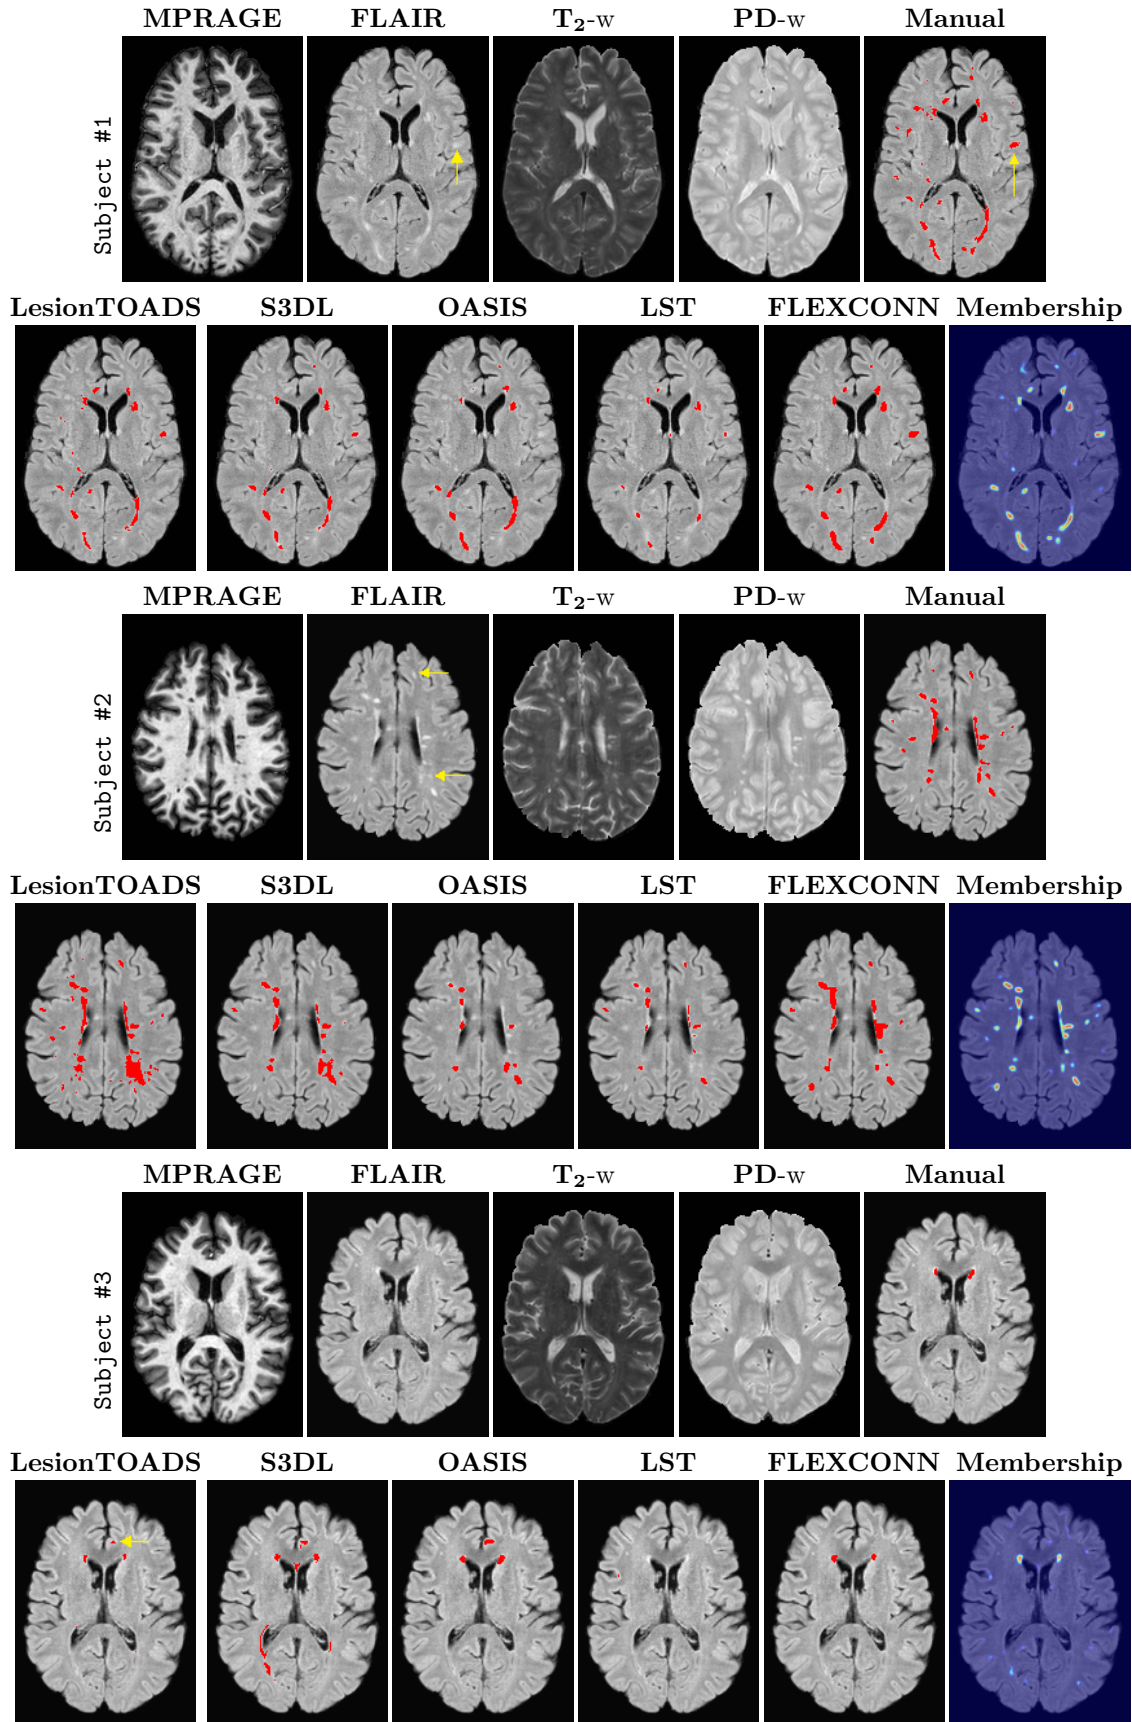 MPRAGE FLAIR T₂-w PD-w Manual
Subject #1
LesionTOADS S3DL OASIS LST FLEXCONN Membership
MPRAGE FLAIR T₂-w PD-w Manual
Subject #2
LesionTOADS S3DL OASIS LST FLEXCONN Membership
MPRAGE FLAIR T₂-w PD-w Manual
Subject #3
LesionTOADS S3DL OASIS LST FLEXCONN Membership